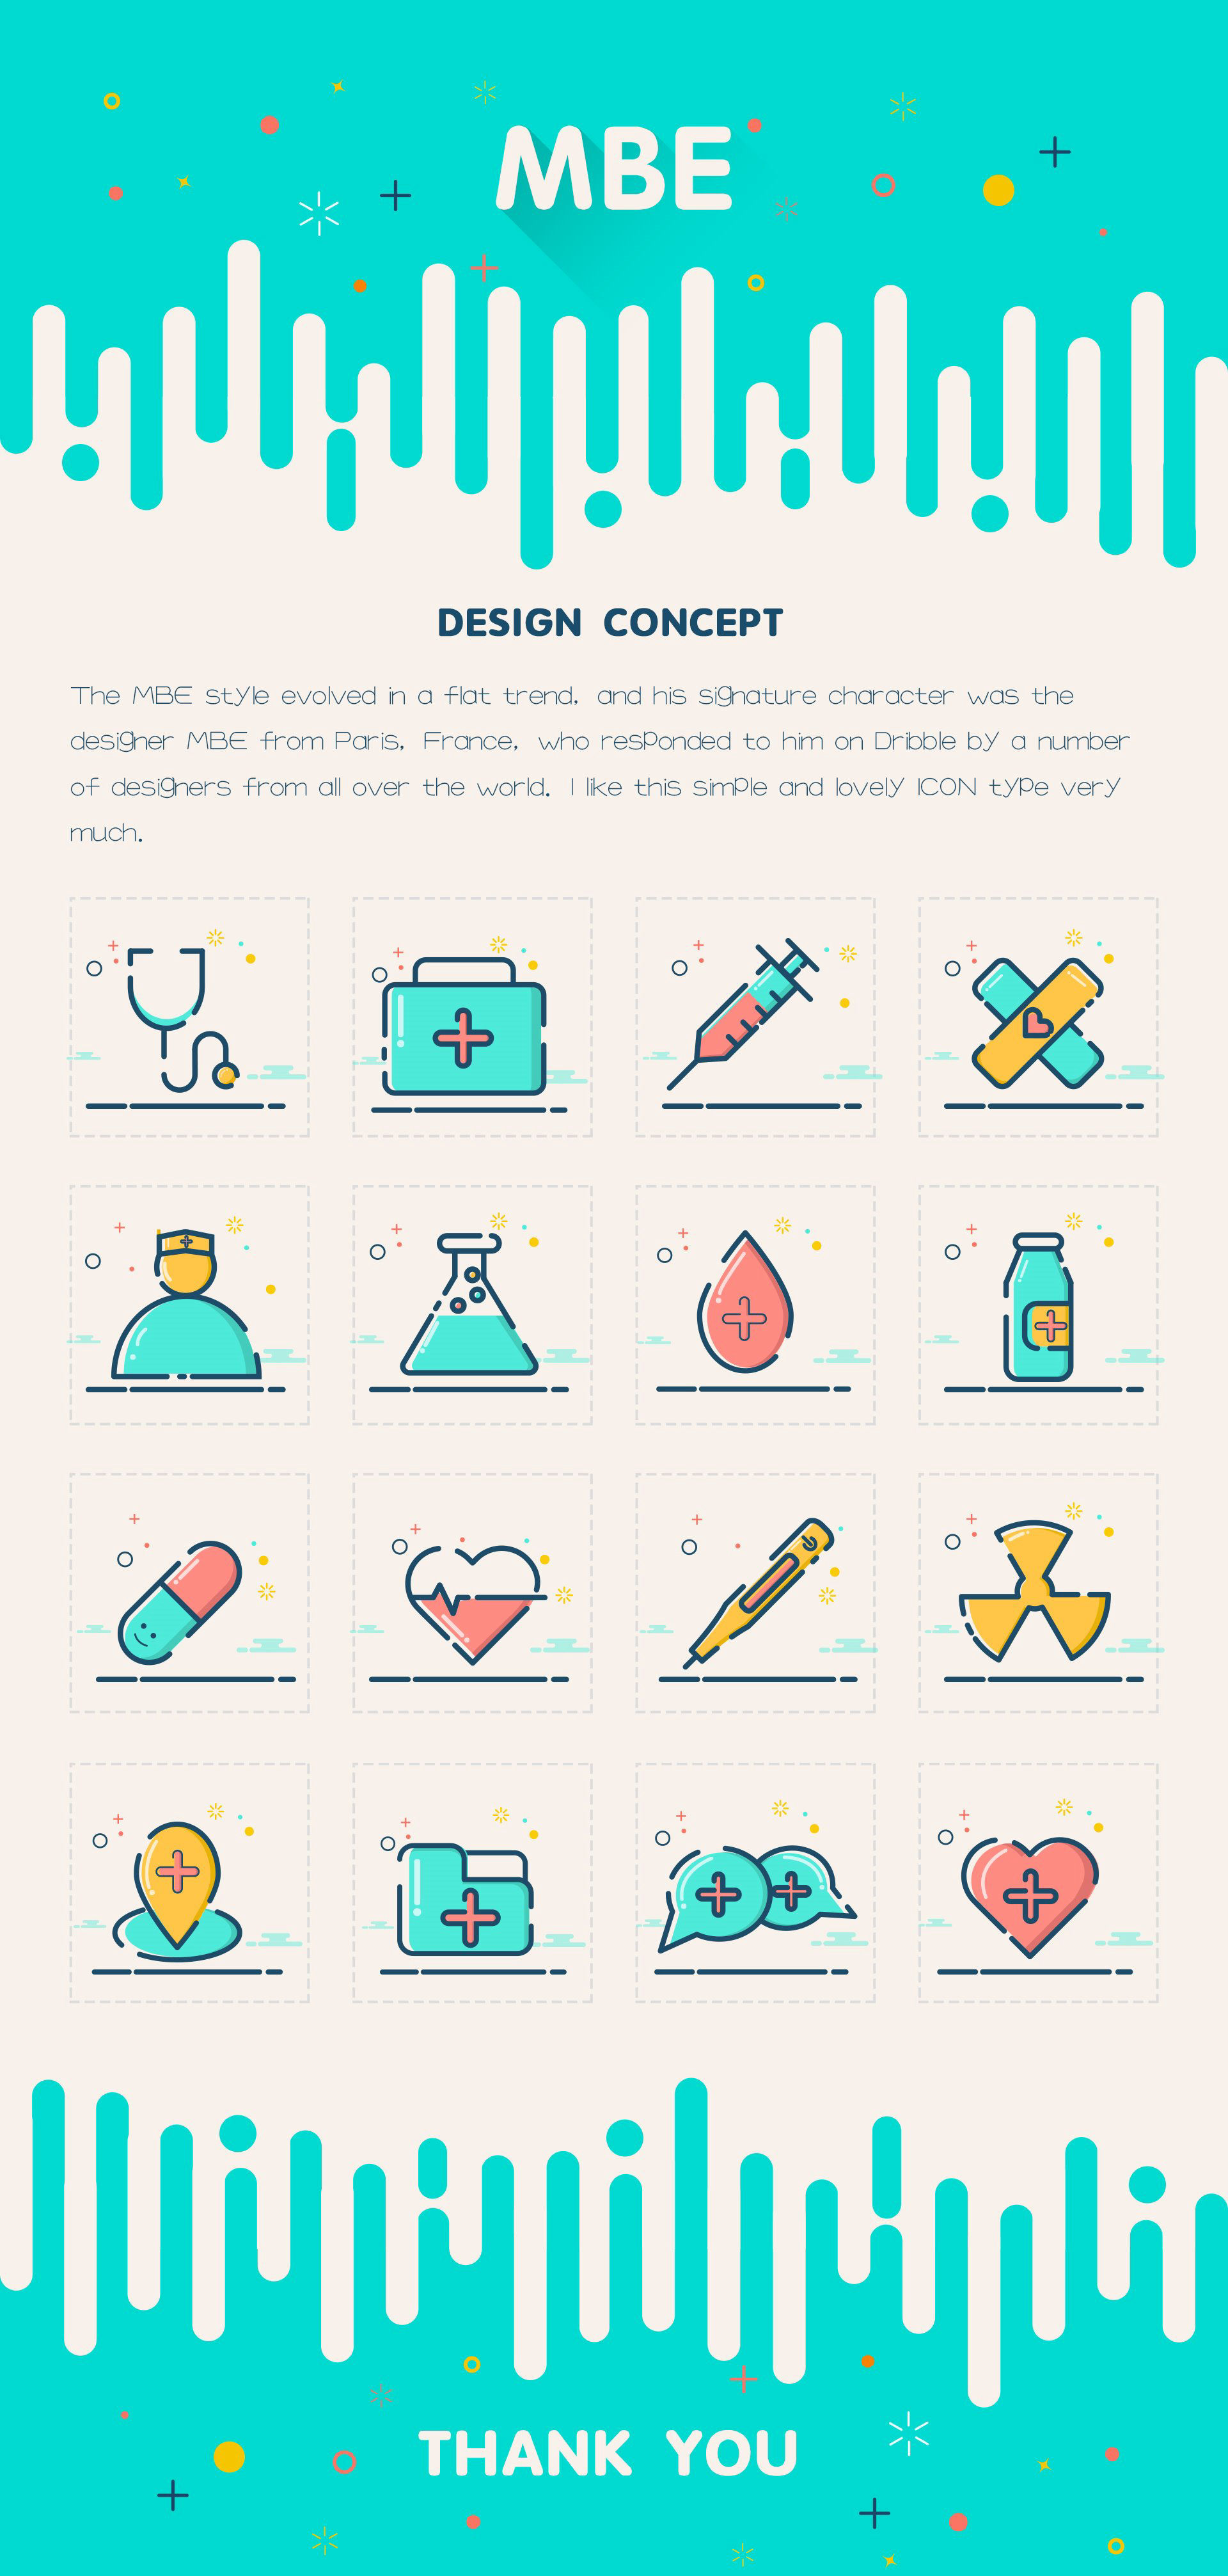 MBE
DESIGN CONCEPT
The MBE style evolved in a flat trend, and his signature character was the
designer MBE from Paris, France, who responded to him on Dribble by a number
of designers from all over the world. I like this simple and lovely ICON type very
much.
THANK YOU